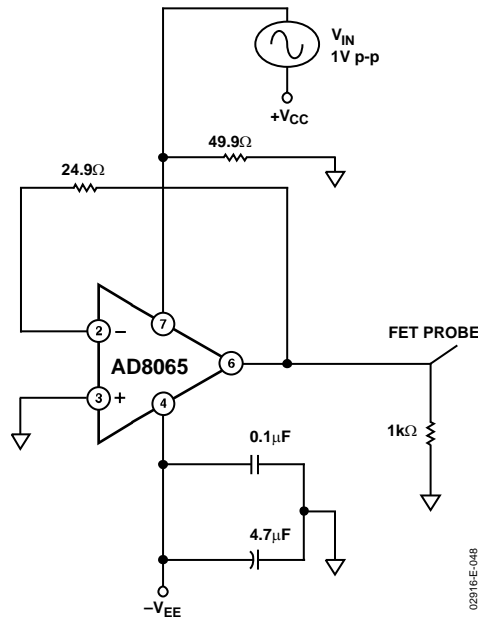 V_IN
1V p-p
+V_CC
49.9Ω
24.9Ω
7
FET PROBE
2 −
AD8065
6
3 +
4
1kΩ
0.1μF
4.7μF
−V_EE
02916-E-048